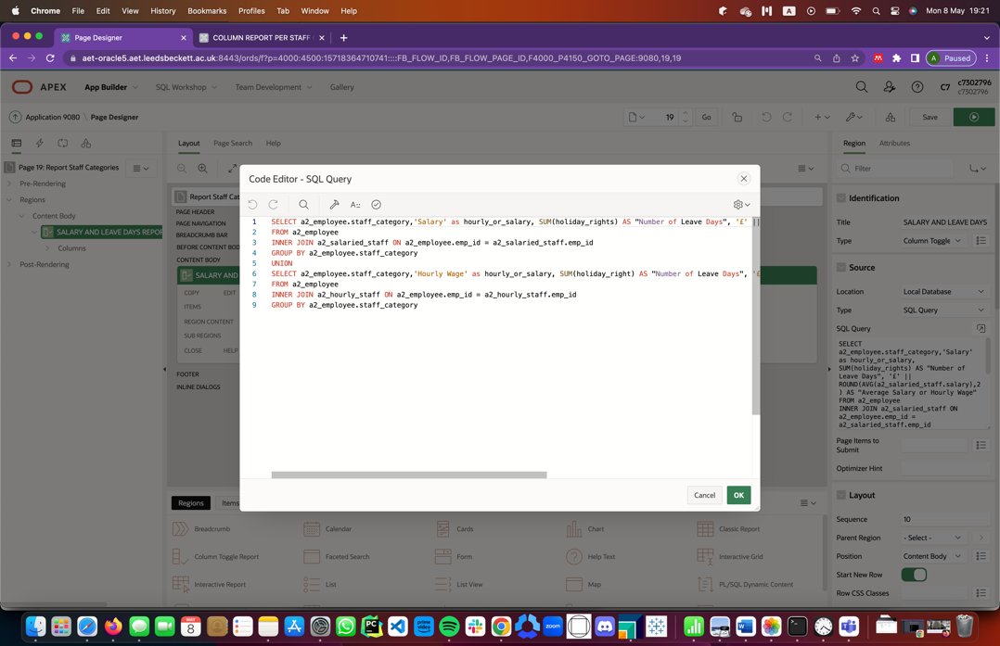 Chrome File Edit View History Bookmarks Profiles Tab Window Help Mon 8 May 19:21
Page Designer COLUMN REPORT PER STAFF
aet-oracle5.aet.leedsbeckett.ac.uk:8443/ords/f?p=4000:4500:15718364710741::::FB_FLOW_ID,FB_FLOW_PAGE_ID,F4000_P4150_GOTO_PAGE:9080,19,19 A Paused
APEX App Builder SQL Workshop Team Development Gallery C7 c7302796
c7302796
Application 9080 \ Page Designer 19 Go Save
Layout Page Search Help Region Attributes
Page 19: Report Staff Categories
Filter
Pre-Rendering
Regions
Content Body
SALARY AND LEAVE DAYS REPOR
Columns
Post-Rendering
Report Staff Cat
PAGE HEADER
PAGE NAVIGATION
BREADCRUMB BAR
BEFORE CONTENT BOD
CONTENT BODY
SALARY AND
COPY EDIT
ITEMS
REGION CONTENT
SUB REGIONS
CLOSE HELP
FOOTER
INLINE DIALOGS
Code Editor - SQL Query
1 SELECT a2_employee.staff_category,'Salary' as hourly_or_salary, SUM(holiday_rights) AS "Number of Leave Days", '£' ||
2 FROM a2_employee
3 INNER JOIN a2_salaried_staff ON a2_employee.emp_id = a2_salaried_staff.emp_id
4 GROUP BY a2_employee.staff_category
5 UNION
6 SELECT a2_employee.staff_category,'Hourly Wage' as hourly_or_salary, SUM(holiday_right) AS "Number of Leave Days", '£
7 FROM a2_employee
8 INNER JOIN a2_hourly_staff ON a2_employee.emp_id = a2_hourly_staff.emp_id
9 GROUP BY a2_employee.staff_category
Cancel OK
Identification
Title SALARY AND LEAVE DAYS
Type Column Toggle
Source
Location Local Database
Type SQL Query
SQL Query
SELECT
a2_employee.staff_category,'Salary'
as hourly_or_salary,
SUM(holiday_rights) AS "Number of
Leave Days", '£' ||
ROUND(AVG(a2_salaried_staff.salary),2
) AS "Average Salary or Hourly Wage"
FROM a2_employee
INNER JOIN a2_salaried_staff ON
a2_employee.emp_id =
a2_salaried_staff.emp_id
Page Items to
Submit
Optimizer Hint
Layout
Sequence 10
Parent Region - Select -
Position Content Body
Start New Row
Row CSS Classes
Regions Items
Breadcrumb Calendar Cards Chart Classic Report
Column Toggle Report Faceted Search Form Help Text Interactive Grid
Interactive Report List List View Map PL/SQL Dynamic Content
8
zoom